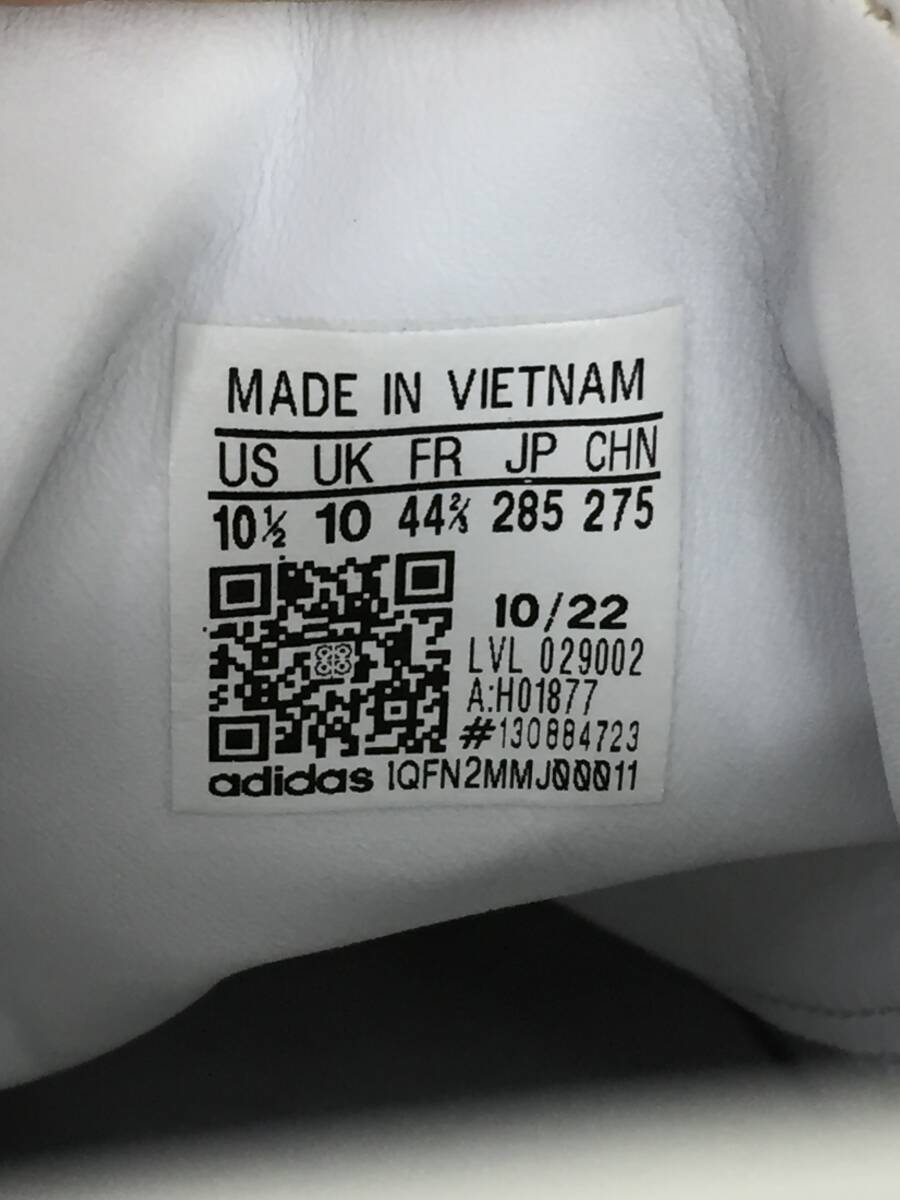 MADE IN VIETNAM
US UK FR JP CHN
10½ 10 44⅔ 285 275
10/22
LVL 029002
A:H01877
#130884723
adidas 1QFN2MMJ00011